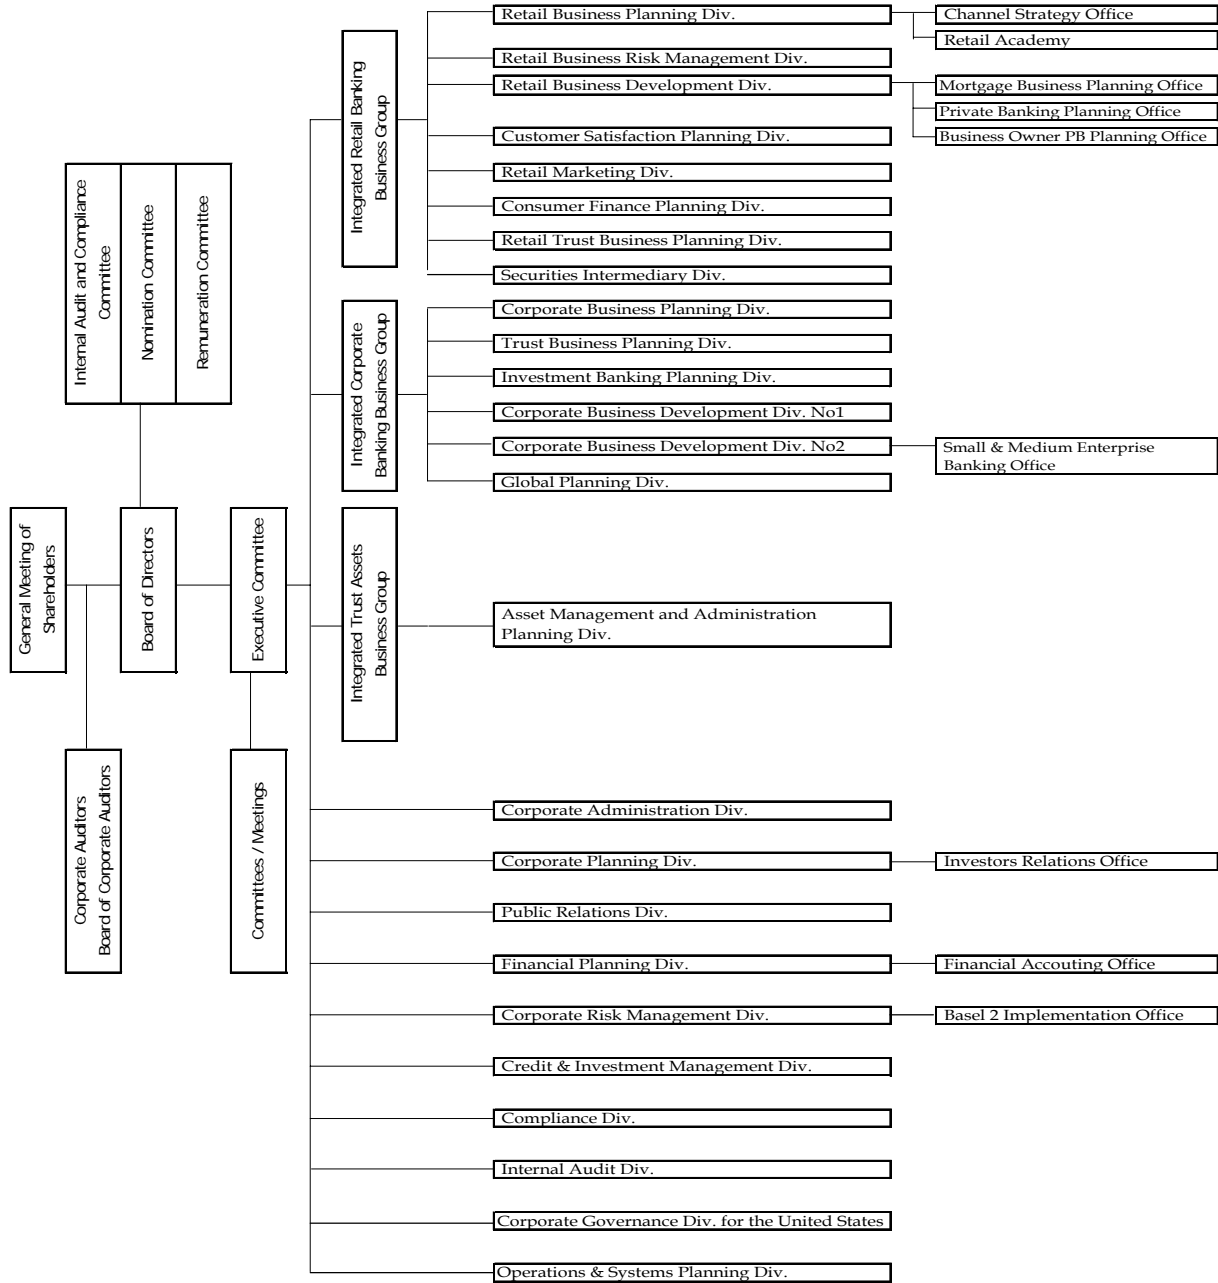 Internal Audit and Compliance
Committee
Nomination Committee
Remuneration Committee
General Meeting of
Shareholders
Board of Directors
Executive Committee
Corporate Auditors
Board of Corporate Auditors
Committees / Meetings
Integrated Retail Banking
Business Group
Retail Business Planning Div.
Channel Strategy Office
Retail Academy
Retail Business Risk Management Div.
Retail Business Development Div.
Mortgage Business Planning Office
Private Banking Planning Office
Business Owner PB Planning Office
Customer Satisfaction Planning Div.
Retail Marketing Div.
Consumer Finance Planning Div.
Retail Trust Business Planning Div.
Securities Intermediary Div.
Integrated Corporate
Banking Business Group
Corporate Business Planning Div.
Trust Business Planning Div.
Investment Banking Planning Div.
Corporate Business Development Div. No1
Corporate Business Development Div. No2
Small & Medium Enterprise
Banking Office
Global Planning Div.
Integrated Trust Assets
Business Group
Asset Management and Administration
Planning Div.
Corporate Administration Div.
Corporate Planning Div.
Investors Relations Office
Public Relations Div.
Financial Planning Div.
Financial Accouting Office
Corporate Risk Management Div.
Basel 2 Implementation Office
Credit & Investment Management Div.
Compliance Div.
Internal Audit Div.
Corporate Governance Div. for the United States
Operations & Systems Planning Div.